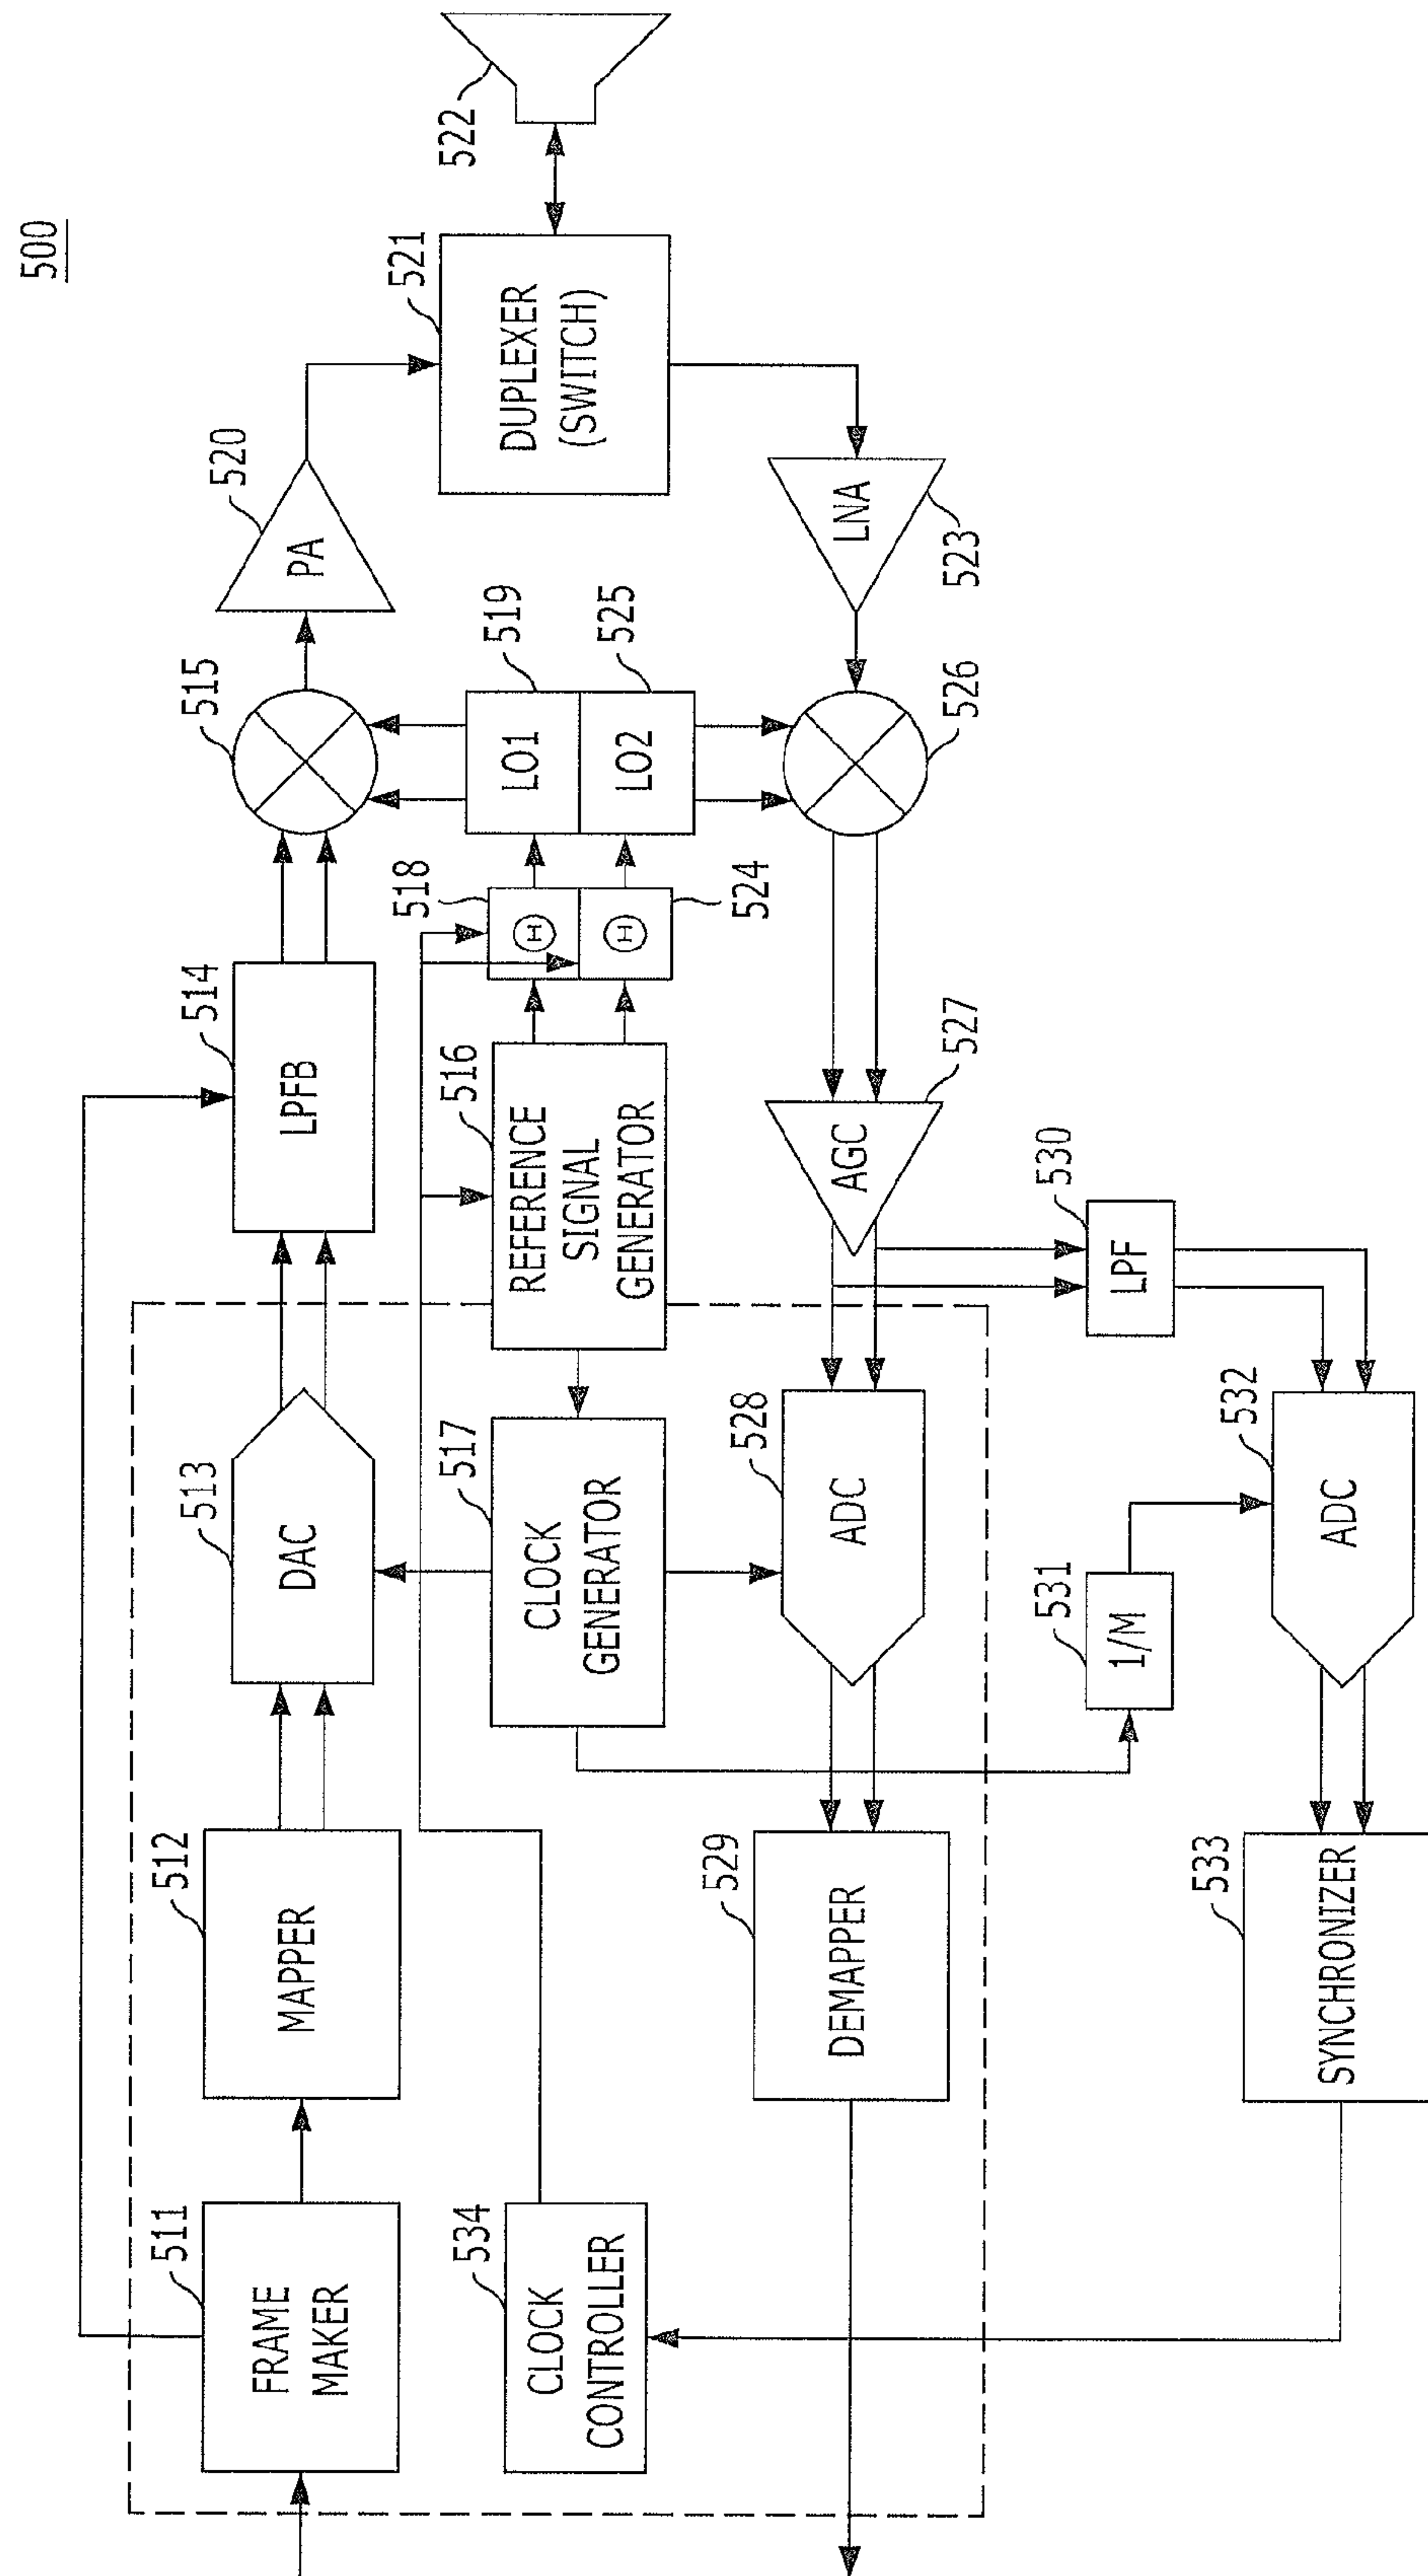 500
FRAME
MAKER
511
MAPPER
512
DAC
513
LPFB
514
515
PA
520
DUPLEXER
(SWITCH)
521
522
CLOCK
CONTROLLER
534
CLOCK
GENERATOR
517
REFERENCE
SIGNAL
GENERATOR
516
Θ
518
Θ
524
LO1
519
LO2
525
DEMAPPER
529
ADC
528
AGC
527
526
LNA
523
1/M
531
LPF
530
SYNCHRONIZER
533
ADC
532